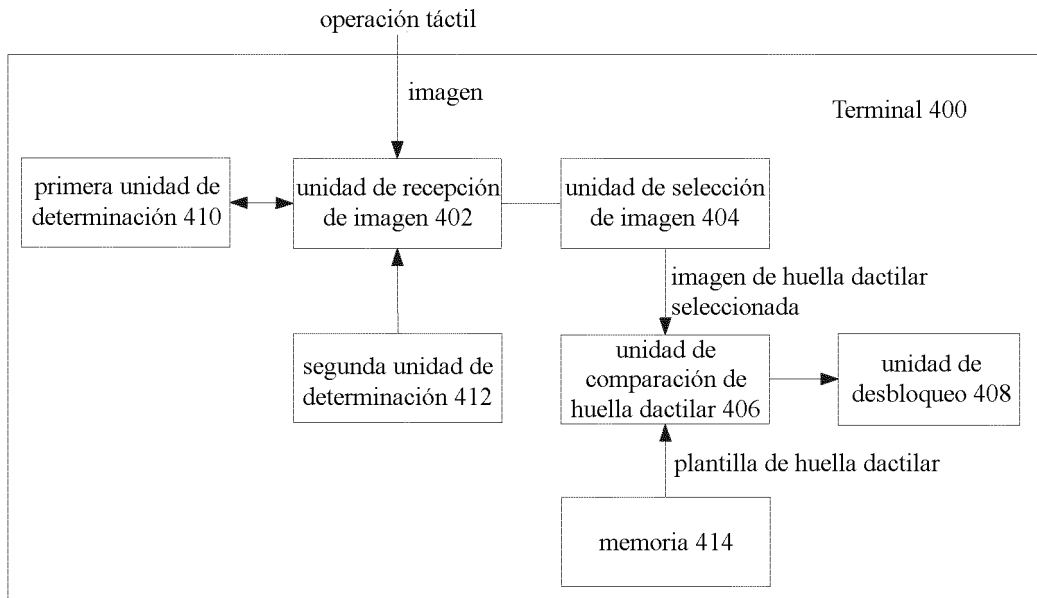 operación táctil
imagen
Terminal 400
primera unidad de
determinación 410
unidad de recepción
de imagen 402
unidad de selección
de imagen 404
imagen de huella dactilar
seleccionada
segunda unidad de
determinación 412
unidad de
comparación de
huella dactilar 406
unidad de
desbloqueo 408
plantilla de huella dactilar
memoria 414